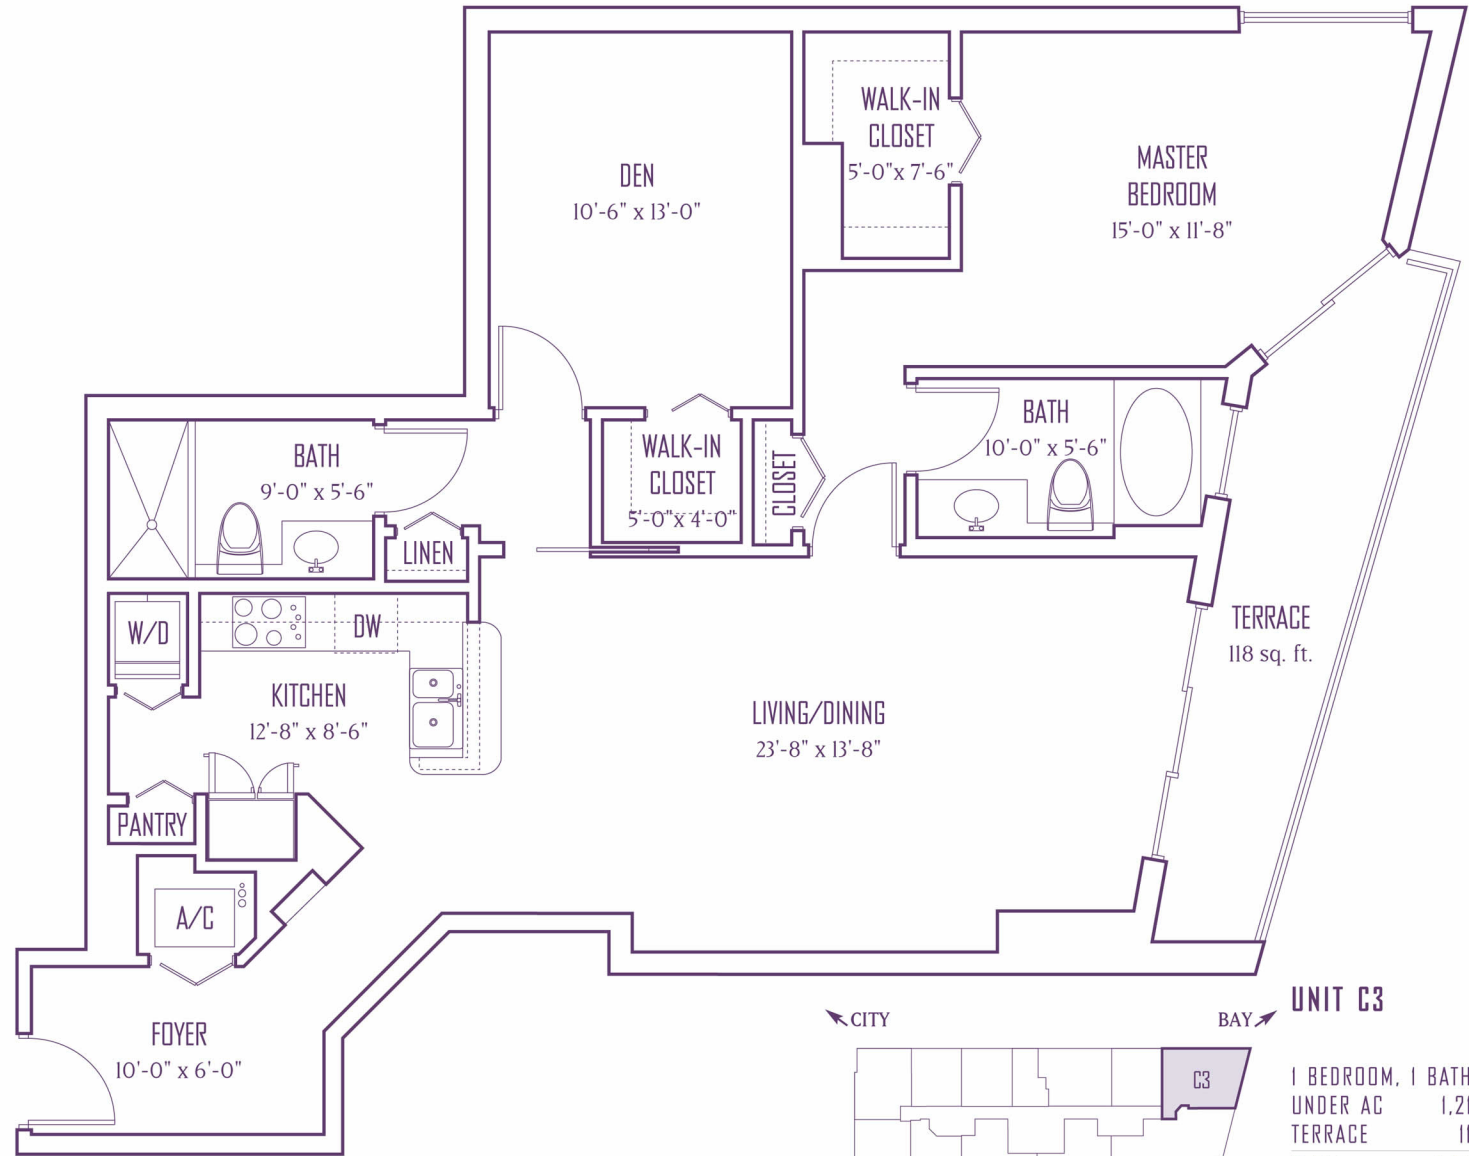 DEN
10'-6" x 13'-0"
WALK-IN
CLOSET
5'-0"x 7'-6"
MASTER
BEDROOM
15'-0" x 11'-8"
BATH
9'-0" x 5'-6"
LINEN
WALK-IN
CLOSET
5'-0"x 4'-0"
CLOSET
BATH
10'-0" x 5'-6"
W/D
DW
KITCHEN
12'-8" x 8'-6"
LIVING/DINING
23'-8" x 13'-8"
TERRACE
118 sq. ft.
PANTRY
A/C
FOYER
10'-0" x 6'-0"
CITY
BAY
C3
UNIT C3
1 BEDROOM, 1 BATH
UNDER AC
TERRACE